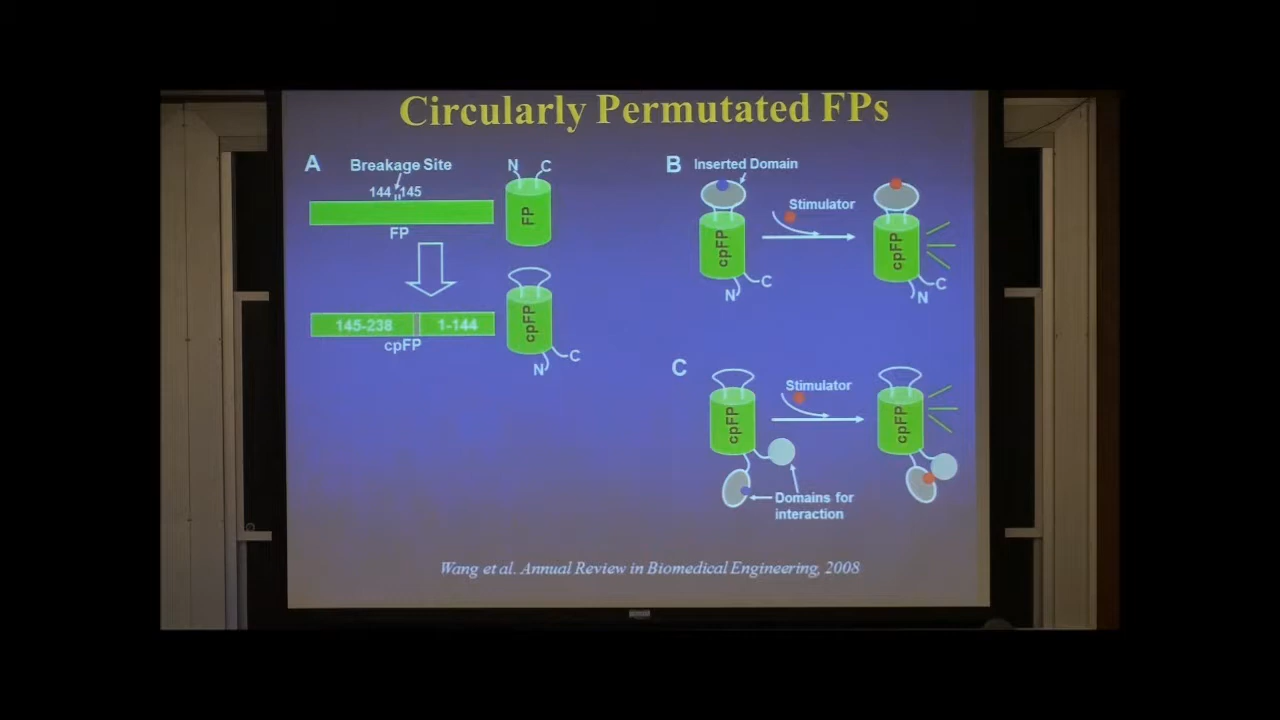 Circularly Permutated FPs
A
Breakage Site
144 145
FP
N C
FP
145-238
1-144
cpFP
cpFP
N
C
B
Inserted Domain
cpFP
N
C
Stimulator
cpFP
N
C
C
cpFP
Stimulator
cpFP
Domains for
interaction
Wang et al. Annual Review in Biomedical Engineering, 2008